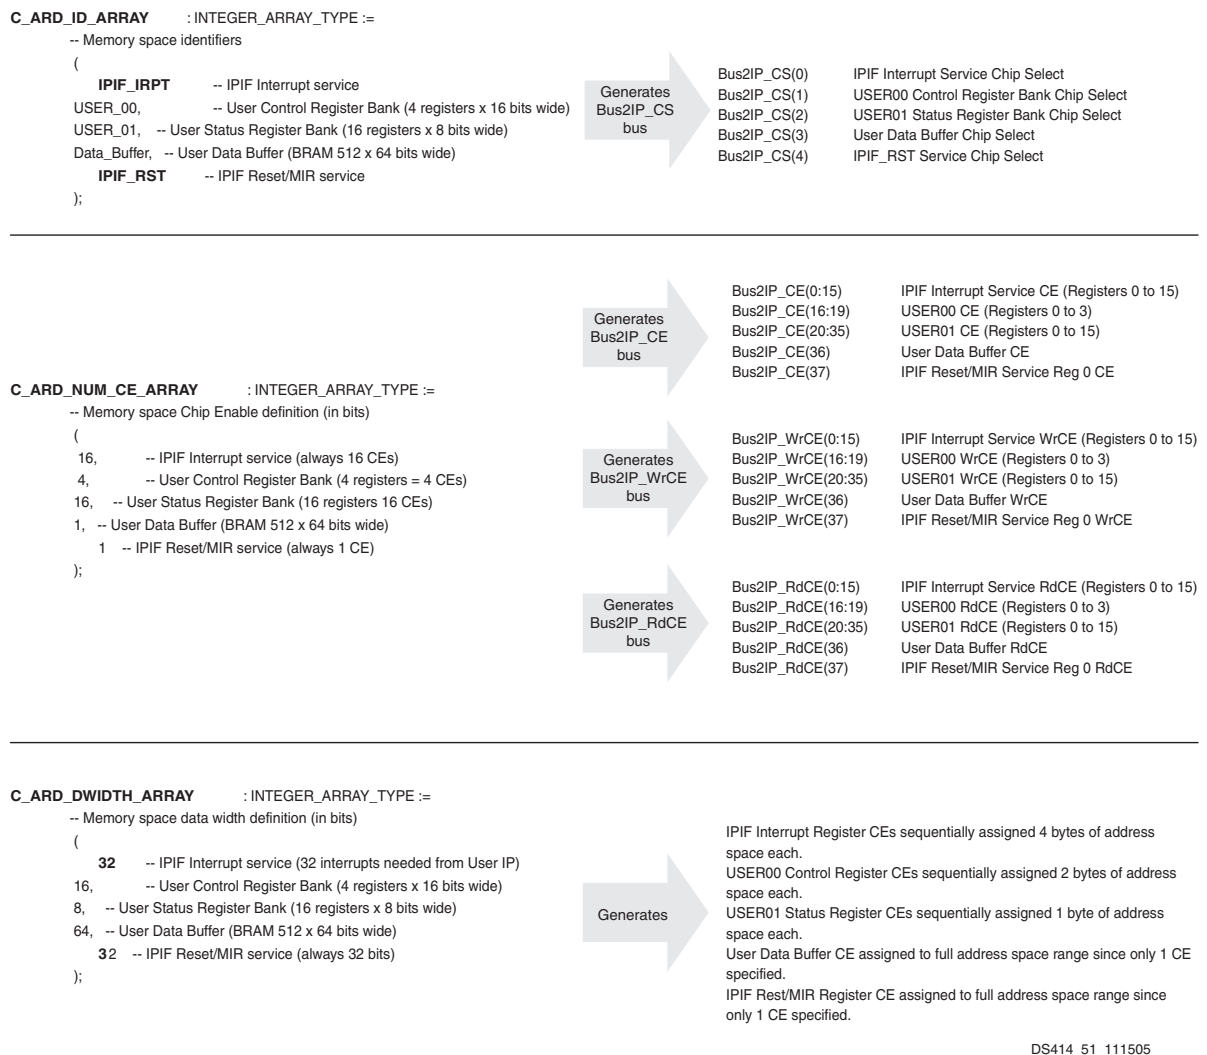 C_ARD_ID_ARRAY : INTEGER_ARRAY_TYPE :=
-- Memory space identifiers
(
IPIF_IRPT -- IPIF Interrupt service
USER_00, -- User Control Register Bank (4 registers x 16 bits wide)
USER_01, -- User Status Register Bank (16 registers x 8 bits wide)
Data_Buffer, -- User Data Buffer (BRAM 512 x 64 bits wide)
IPIF_RST -- IPIF Reset/MIR service
);
Generates
Bus2IP_CS
bus
Bus2IP_CS(0) IPIF Interrupt Service Chip Select
Bus2IP_CS(1) USER00 Control Register Bank Chip Select
Bus2IP_CS(2) USER01 Status Register Bank Chip Select
Bus2IP_CS(3) User Data Buffer Chip Select
Bus2IP_CS(4) IPIF_RST Service Chip Select
C_ARD_NUM_CE_ARRAY : INTEGER_ARRAY_TYPE :=
-- Memory space Chip Enable definition (in bits)
(
16, -- IPIF Interrupt service (always 16 CEs)
4, -- User Control Register Bank (4 registers = 4 CEs)
16, -- User Status Register Bank (16 registers 16 CEs)
1, -- User Data Buffer (BRAM 512 x 64 bits wide)
1 -- IPIF Reset/MIR service (always 1 CE)
);
Generates
Bus2IP_CE
bus
Bus2IP_CE(0:15) IPIF Interrupt Service CE (Registers 0 to 15)
Bus2IP_CE(16:19) USER00 CE (Registers 0 to 3)
Bus2IP_CE(20:35) USER01 CE (Registers 0 to 15)
Bus2IP_CE(36) User Data Buffer CE
Bus2IP_CE(37) IPIF Reset/MIR Service Reg 0 CE
Generates
Bus2IP_WrCE
bus
Bus2IP_WrCE(0:15) IPIF Interrupt Service WrCE (Registers 0 to 15)
Bus2IP_WrCE(16:19) USER00 WrCE (Registers 0 to 3)
Bus2IP_WrCE(20:35) USER01 WrCE (Registers 0 to 15)
Bus2IP_WrCE(36) User Data Buffer WrCE
Bus2IP_WrCE(37) IPIF Reset/MIR Service Reg 0 WrCE
Generates
Bus2IP_RdCE
bus
Bus2IP_RdCE(0:15) IPIF Interrupt Service RdCE (Registers 0 to 15)
Bus2IP_RdCE(16:19) USER00 RdCE (Registers 0 to 3)
Bus2IP_RdCE(20:35) USER01 RdCE (Registers 0 to 15)
Bus2IP_RdCE(36) User Data Buffer RdCE
Bus2IP_RdCE(37) IPIF Reset/MIR Service Reg 0 RdCE
C_ARD_DWIDTH_ARRAY : INTEGER_ARRAY_TYPE :=
-- Memory space data width definition (in bits)
(
32 -- IPIF Interrupt service (32 interrupts needed from User IP)
16, -- User Control Register Bank (4 registers x 16 bits wide)
8, -- User Status Register Bank (16 registers x 8 bits wide)
64, -- User Data Buffer (BRAM 512 x 64 bits wide)
32 -- IPIF Reset/MIR service (always 32 bits)
);
Generates
IPIF Interrupt Register CEs sequentially assigned 4 bytes of address
space each.
USER00 Control Register CEs sequentially assigned 2 bytes of address
space each.
USER01 Status Register CEs sequentially assigned 1 byte of address
space each.
User Data Buffer CE assigned to full address space range since only 1 CE
specified.
IPIF Rest/MIR Register CE assigned to full address space range since
only 1 CE specified.
DS414_51_111505